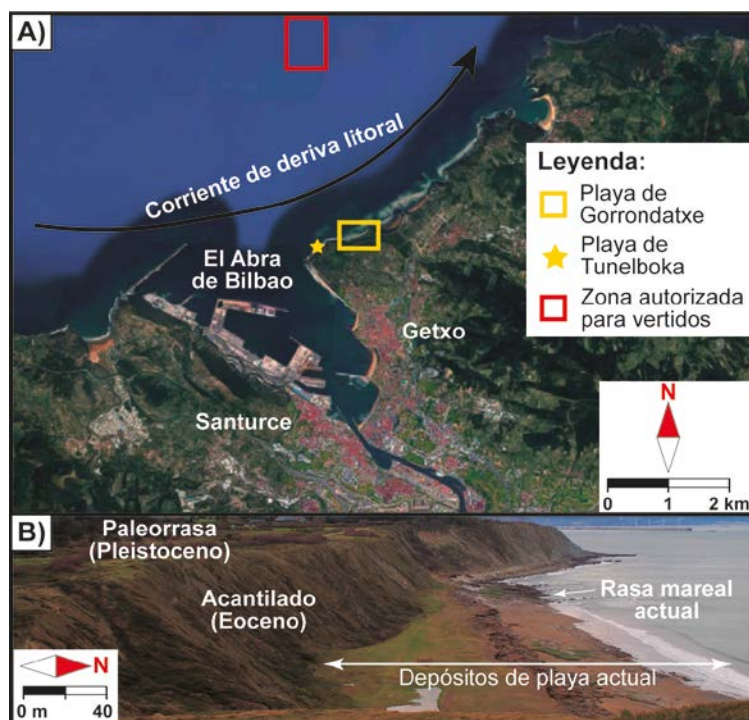 A)
Corriente de deriva litoral
El Abra
de Bilbao
Getxo
Santurce
Leyenda:
Playa de
Gorrondatxe
Playa de
Tunelboka
Zona autorizada
para vertidos
N
0 1 2 km
B)
Paleorrasa
(Pleistoceno)
Acantilado
(Eoceno)
Rasa mareal
actual
Depósitos de playa actual
N
0 m 40